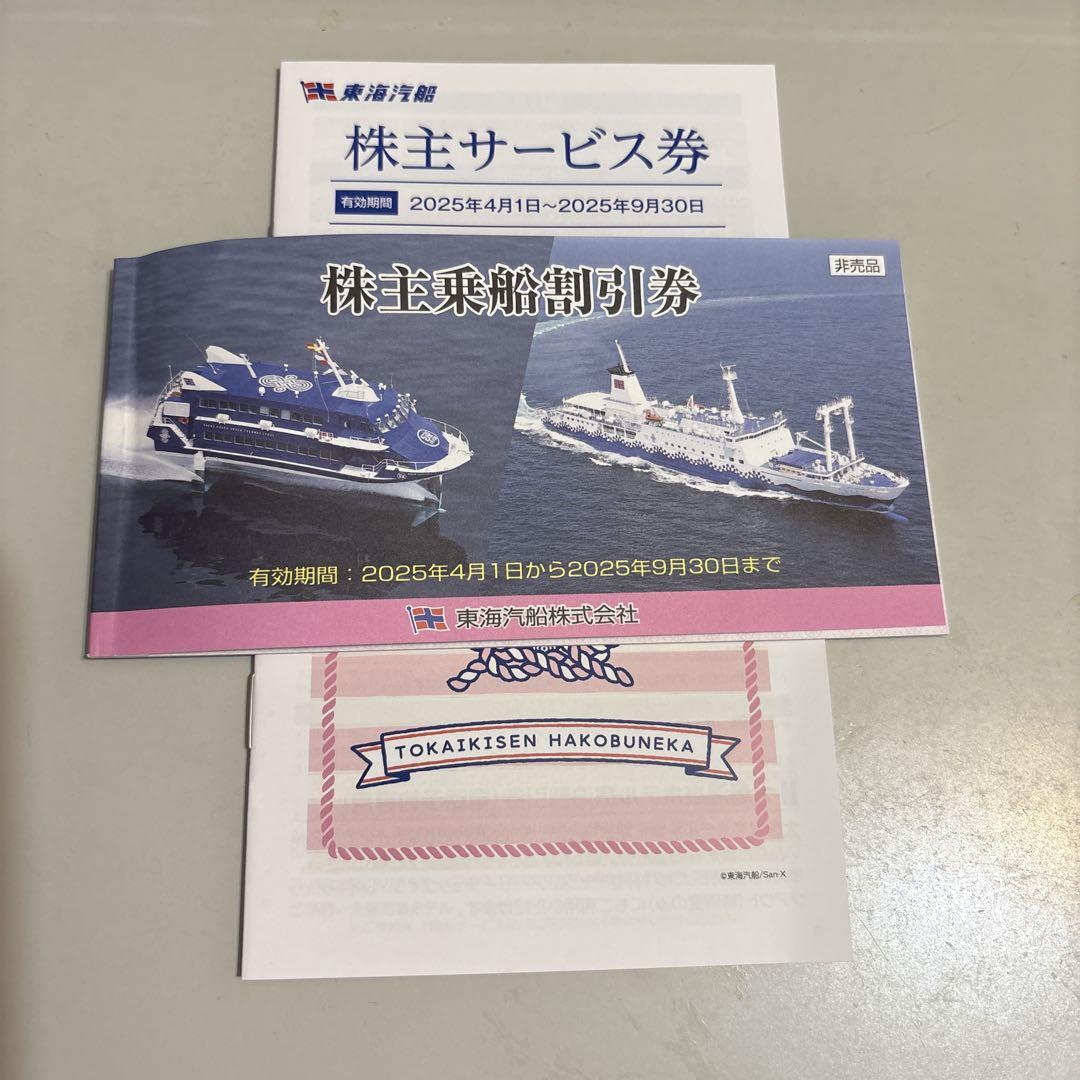 東海汽船
株主サービス券
有効期間 2025年4月1日～2025年9月30日
非売品
株主乗船割引券
有効期間：2025年4月1日から2025年9月30日まで
東海汽船株式会社
TOKAIKISEN HAKOBUNEKA
©東海汽船/San-X